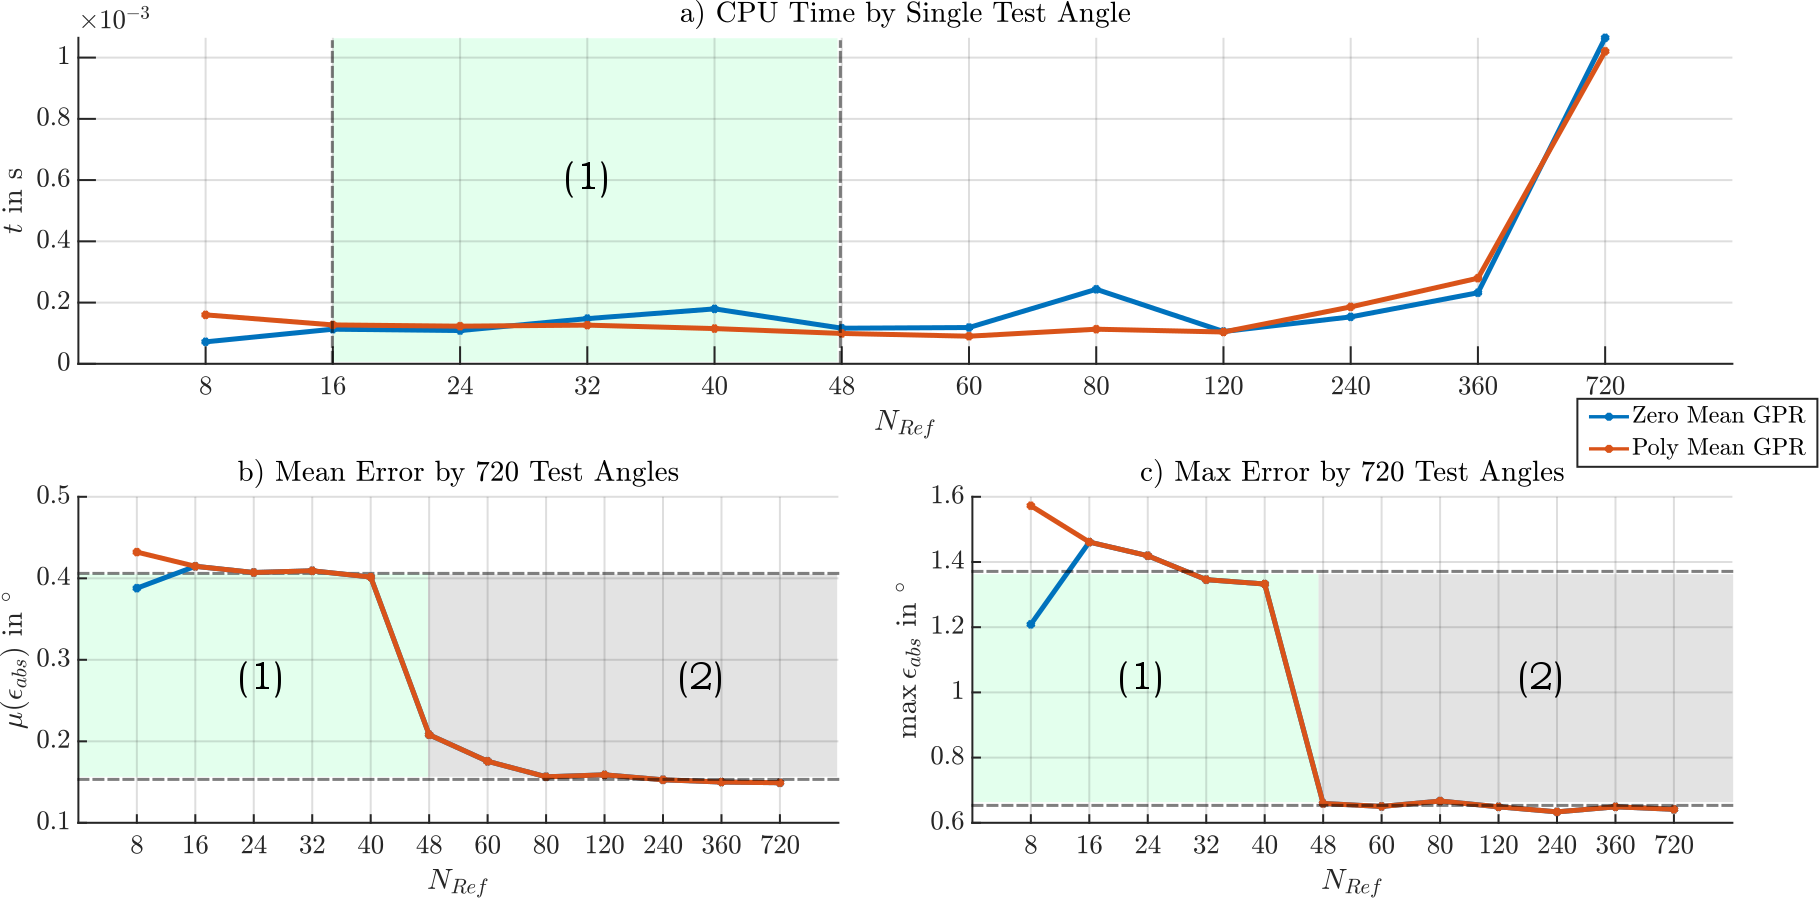 a) CPU Time by Single Test Angle
×10⁻³
1
0.8
0.6
0.4
0.2
0
t in s
(1)
8 16 24 32 40 48 60 80 120 240 360 720
N_Ref
Zero Mean GPR
Poly Mean GPR
b) Mean Error by 720 Test Angles
0.5
0.4
0.3
0.2
0.1
μ(ϵ_abs) in °
(1) (2)
8 16 24 32 40 48 60 80 120 240 360 720
N_Ref
c) Max Error by 720 Test Angles
1.6
1.4
1.2
1
0.8
0.6
max ϵ_abs in °
(1) (2)
8 16 24 32 40 48 60 80 120 240 360 720
N_Ref